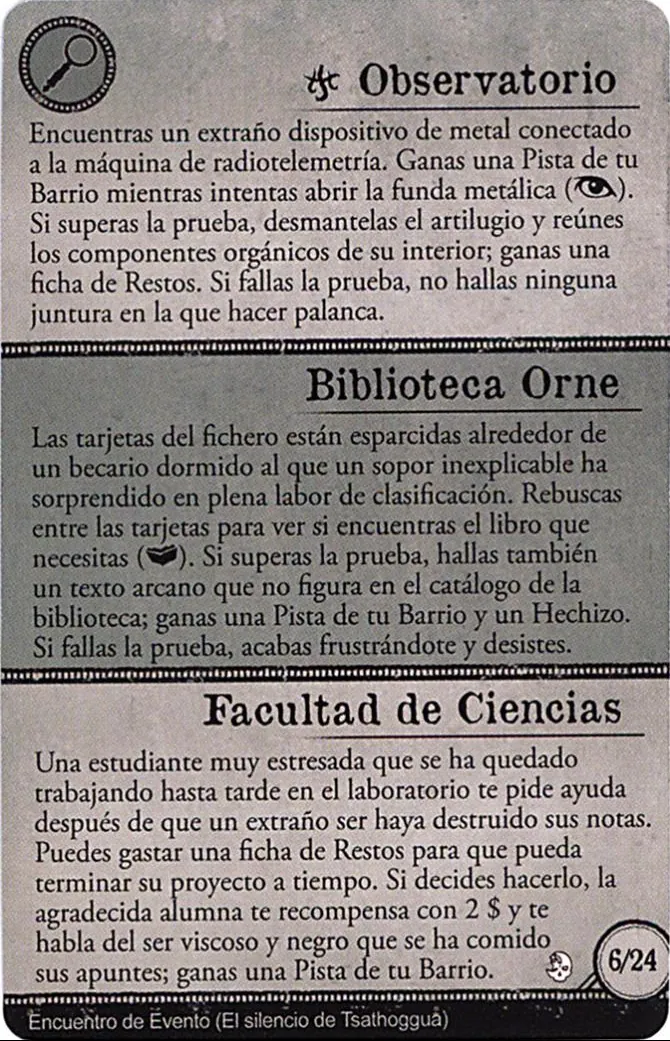 Observatorio
Encuentras un extraño dispositivo de metal conectado
a la máquina de radiotelemetría. Ganas una Pista de tu
Barrio mientras intentas abrir la funda metálica ( ).
Si superas la prueba, desmantelas el artilugio y reúnes
los componentes orgánicos de su interior; ganas una
ficha de Restos. Si fallas la prueba, no hallas ninguna
juntura en la que hacer palanca.
Biblioteca Orne
Las tarjetas del fichero están esparcidas alrededor de
un becario dormido al que un sopor inexplicable ha
sorprendido en plena labor de clasificación. Rebuscas
entre las tarjetas para ver si encuentras el libro que
necesitas ( ). Si superas la prueba, hallas también
un texto arcano que no figura en el catálogo de la
biblioteca; ganas una Pista de tu Barrio y un Hechizo.
Si fallas la prueba, acabas frustrándote y desistes.
Facultad de Ciencias
Una estudiante muy estresada que se ha quedado
trabajando hasta tarde en el laboratorio te pide ayuda
después de que un extraño ser haya destruido sus notas.
Puedes gastar una ficha de Restos para que pueda
terminar su proyecto a tiempo. Si decides hacerlo, la
agradecida alumna te recompensa con 2 $ y te
habla del ser viscoso y negro que se ha comido
sus apuntes; ganas una Pista de tu Barrio.
6/24
Encuentro de Evento (El silencio de Tsathoggua)